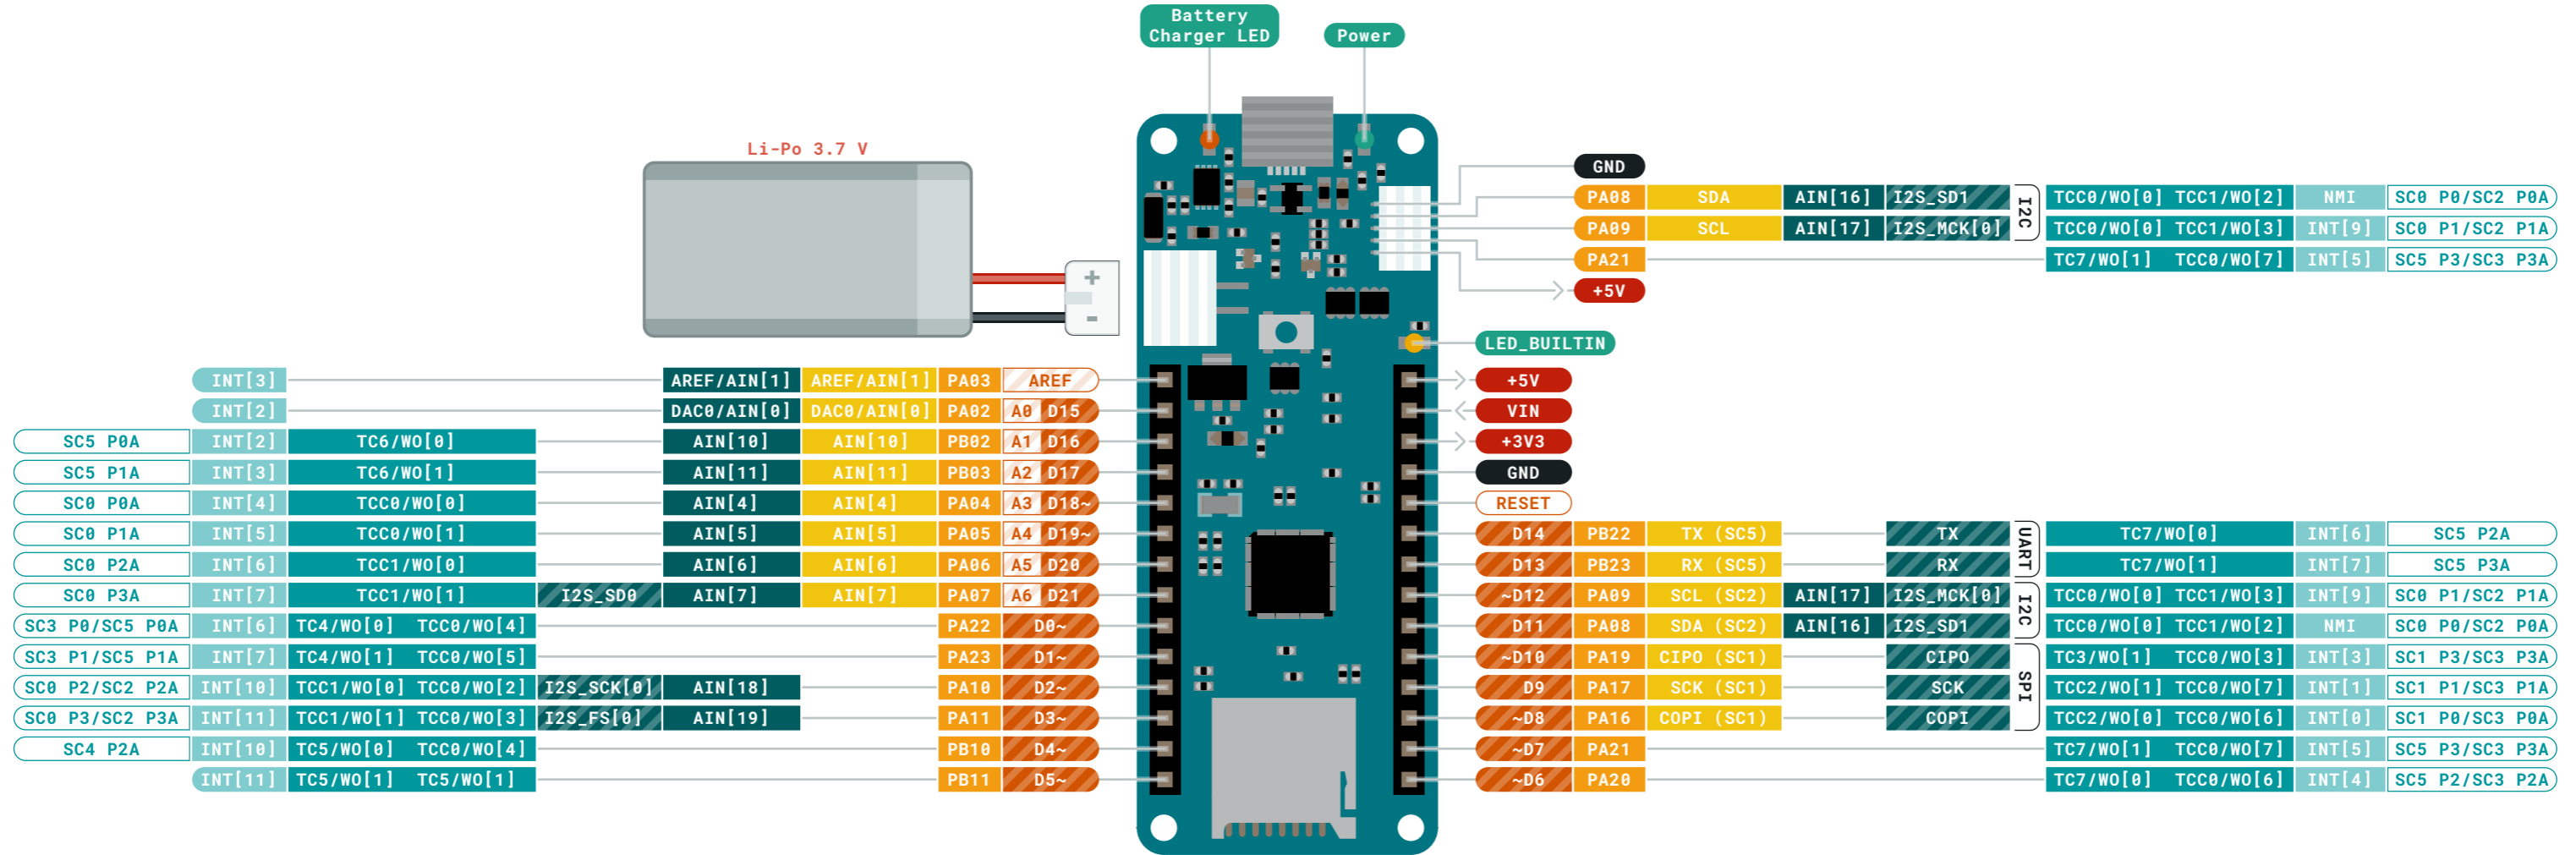 Battery
Charger LED
Power
Li-Po 3.7 V
+
-
GND
PA08 SDA AIN[16] I2S_SD1 TCC0/WO[0] TCC1/WO[2] NMI SC0 P0/SC2 P0A
PA09 SCL AIN[17] I2S_MCK[0] TCC0/WO[0] TCC1/WO[3] INT[9] SC0 P1/SC2 P1A
I2C
PA21 TC7/WO[1] TCC0/WO[7] INT[5] SC5 P3/SC3 P3A
+5V
LED_BUILTIN
INT[3] AREF/AIN[1] AREF/AIN[1] PA03 AREF
INT[2] DAC0/AIN[0] DAC0/AIN[0] PA02 A0 D15
SC5 P0A INT[2] TC6/WO[0] AIN[10] AIN[10] PB02 A1 D16
SC5 P1A INT[3] TC6/WO[1] AIN[11] AIN[11] PB03 A2 D17
SC0 P0A INT[4] TCC0/WO[0] AIN[4] AIN[4] PA04 A3 D18~
SC0 P1A INT[5] TCC0/WO[1] AIN[5] AIN[5] PA05 A4 D19~
SC0 P2A INT[6] TCC1/WO[0] AIN[6] AIN[6] PA06 A5 D20
SC0 P3A INT[7] TCC1/WO[1] I2S_SD0 AIN[7] AIN[7] PA07 A6 D21
SC3 P0/SC5 P0A INT[6] TC4/WO[0] TCC0/WO[4] PA22 D0~
SC3 P1/SC5 P1A INT[7] TC4/WO[1] TCC0/WO[5] PA23 D1~
SC0 P2/SC2 P2A INT[10] TCC1/WO[0] TCC0/WO[2] I2S_SCK[0] AIN[18] PA10 D2~
SC0 P3/SC2 P3A INT[11] TCC1/WO[1] TCC0/WO[3] I2S_FS[0] AIN[19] PA11 D3~
SC4 P2A INT[10] TC5/WO[0] TCC0/WO[4] PB10 D4~
INT[11] TC5/WO[1] TC5/WO[1] PB11 D5~
+5V
VIN
+3V3
GND
RESET
D14 PB22 TX (SC5) TX TC7/WO[0] INT[6] SC5 P2A
D13 PB23 RX (SC5) RX TC7/WO[1] INT[7] SC5 P3A
UART
~D12 PA09 SCL (SC2) AIN[17] I2S_MCK[0] TCC0/WO[0] TCC1/WO[3] INT[9] SC0 P1/SC2 P1A
D11 PA08 SDA (SC2) AIN[16] I2S_SD1 TCC0/WO[0] TCC1/WO[2] NMI SC0 P0/SC2 P0A
I2C
~D10 PA19 CIPO (SC1) CIPO TC3/WO[1] TCC0/WO[3] INT[3] SC1 P3/SC3 P3A
D9 PA17 SCK (SC1) SCK TCC2/WO[1] TCC0/WO[7] INT[1] SC1 P1/SC3 P1A
~D8 PA16 COPI (SC1) COPI TCC2/WO[0] TCC0/WO[6] INT[0] SC1 P0/SC3 P0A
SPI
~D7 PA21 TC7/WO[1] TCC0/WO[7] INT[5] SC5 P3/SC3 P3A
~D6 PA20 TC7/WO[0] TCC0/WO[6] INT[4] SC5 P2/SC3 P2A